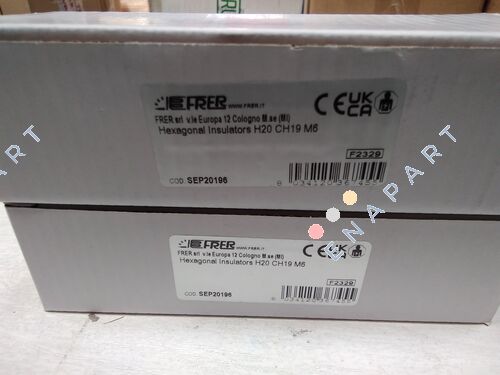 FRER
WWW.FRER.IT
FRER srl v.le Europa 12 Cologno M.se (MI)
Hexagonal Insulators H20 CH19 M6
CE UK CA
F2329
COD. SEP20196
ENAPART
FRER
WWW.FRER.IT
FRER srl v.le Europa 12 Cologno M.se (MI)
Hexagonal Insulators H20 CH19 M6
CE
F2329
COD. SEP20196